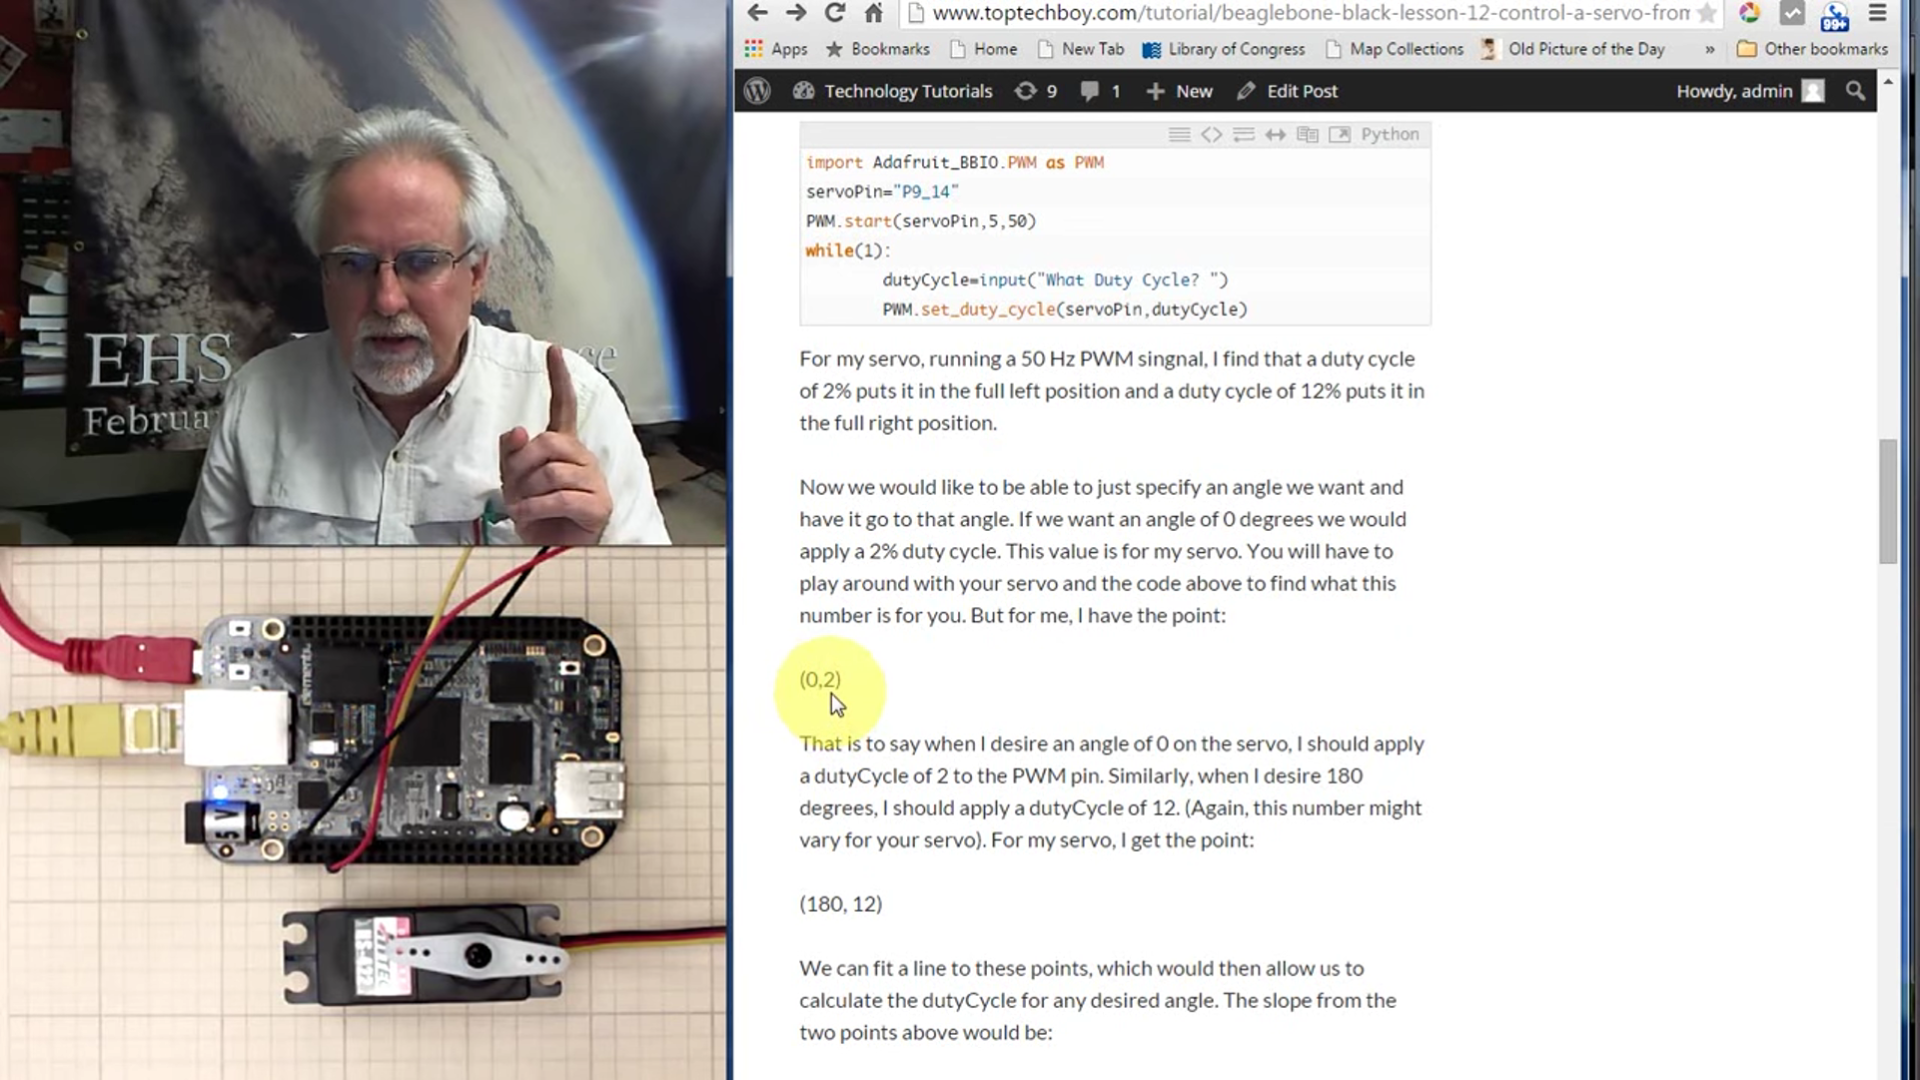 www.toptechboy.com/tutorial/beaglebone-black-lesson-12-control-a-servo-from
99+
Apps Bookmarks Home New Tab Library of Congress Map Collections Old Picture of the Day » Other bookmarks
Technology Tutorials 9 1 + New Edit Post Howdy, admin
Python
import Adafruit_BBIO.PWM as PWM
servoPin="P9_14"
PWM.start(servoPin,5,50)
while(1):
dutyCycle=input("What Duty Cycle? ")
PWM.set_duty_cycle(servoPin,dutyCycle)
For my servo, running a 50 Hz PWM singnal, I find that a duty cycle
of 2% puts it in the full left position and a duty cycle of 12% puts it in
the full right position.
Now we would like to be able to just specify an angle we want and
have it go to that angle. If we want an angle of 0 degrees we would
apply a 2% duty cycle. This value is for my servo. You will have to
play around with your servo and the code above to find what this
number is for you. But for me, I have the point:
(0,2)
That is to say when I desire an angle of 0 on the servo, I should apply
a dutyCycle of 2 to the PWM pin. Similarly, when I desire 180
degrees, I should apply a dutyCycle of 12. (Again, this number might
vary for your servo). For my servo, I get the point:
(180, 12)
We can fit a line to these points, which would then allow us to
calculate the dutyCycle for any desired angle. The slope from the
two points above would be:
EHS
Februa
5 V
HS-422